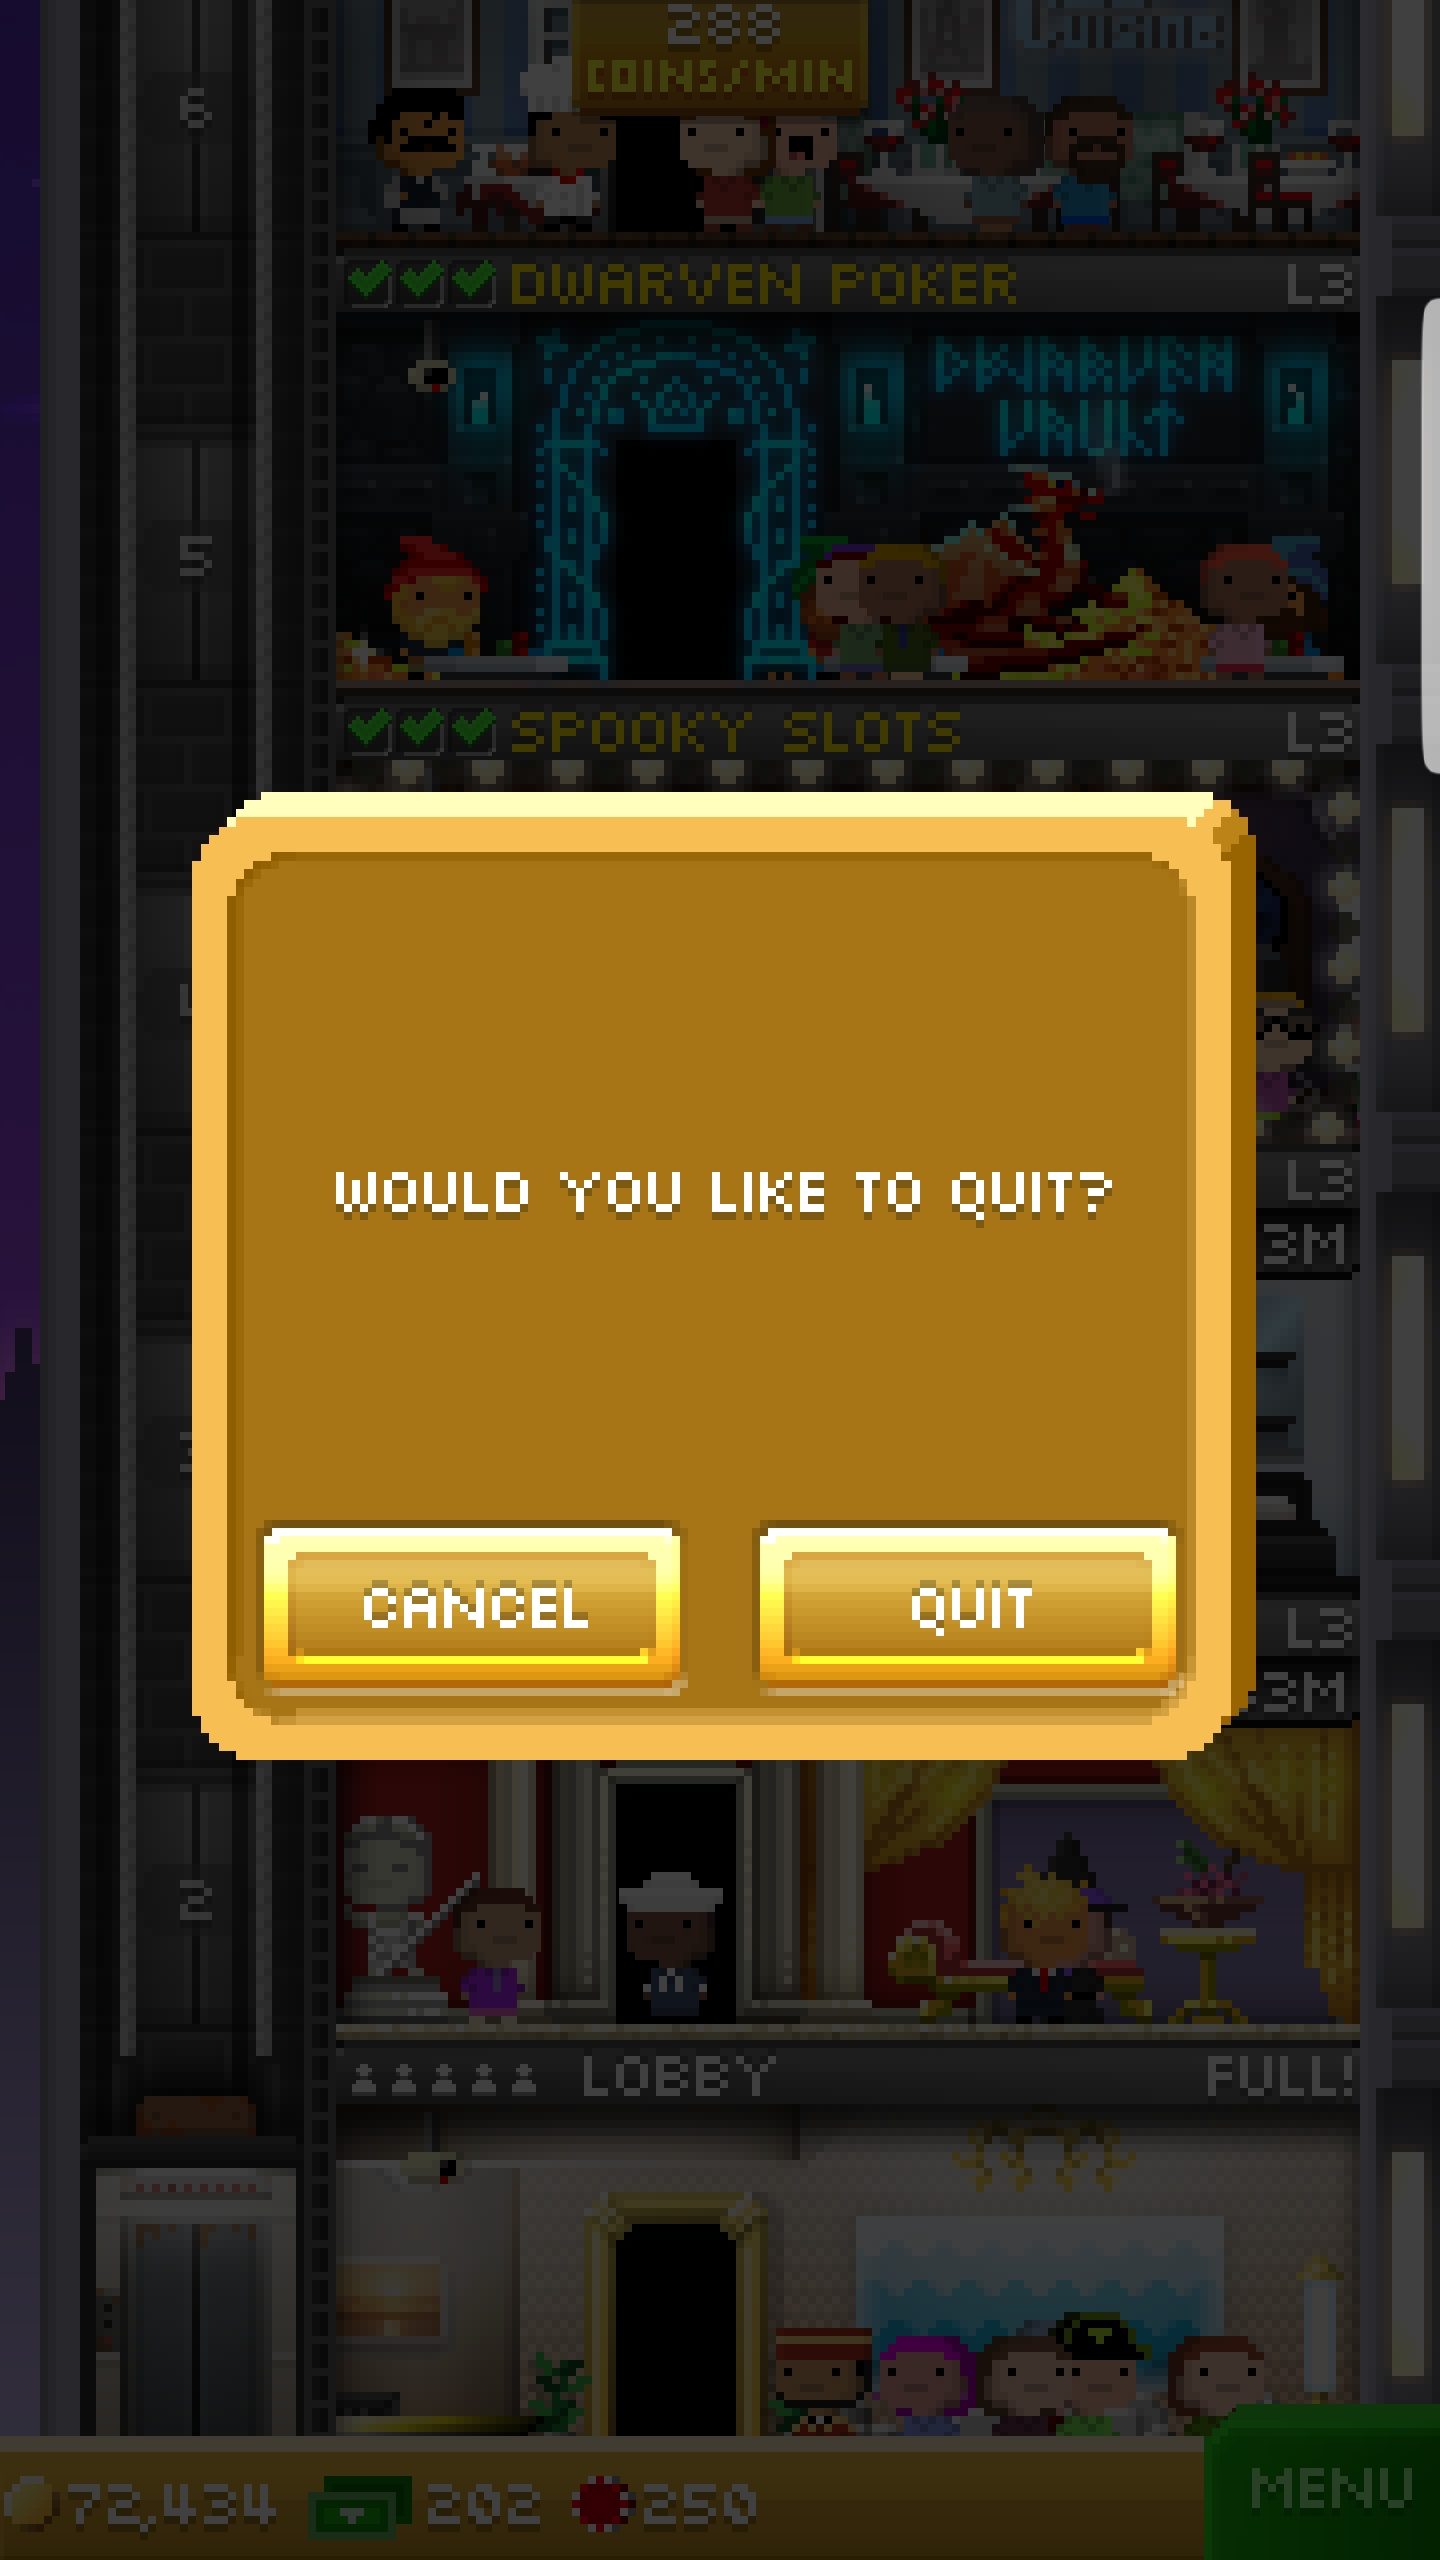 288
COINS/MIN
Cuisine!
6
DWARVEN POKER L3
DWARVEN
VAULT
5
SPOOKY SLOTS L3
L3
3M
WOULD YOU LIKE TO QUIT?
CANCEL QUIT
L3
3M
2
LOBBY FULL!
72,434 202 250
MENU